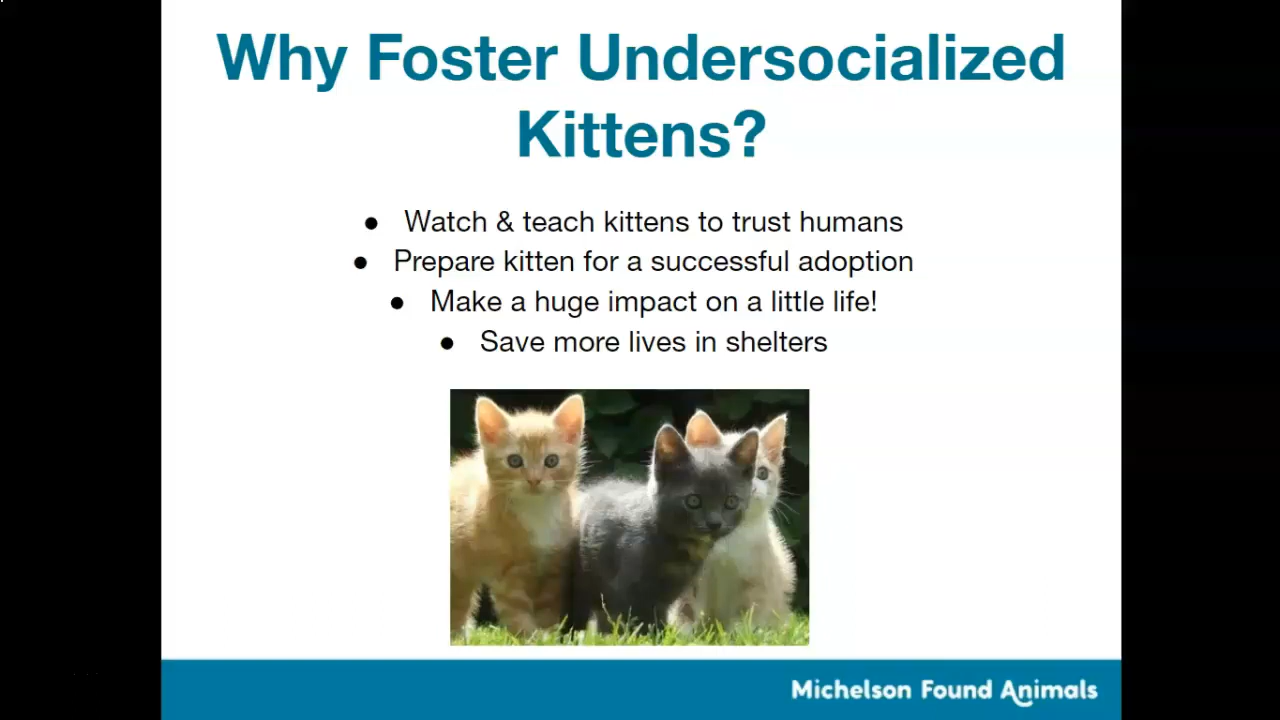 Why Foster Undersocialized
Kittens?
● Watch & teach kittens to trust humans
● Prepare kitten for a successful adoption
● Make a huge impact on a little life!
● Save more lives in shelters
Michelson Found Animals